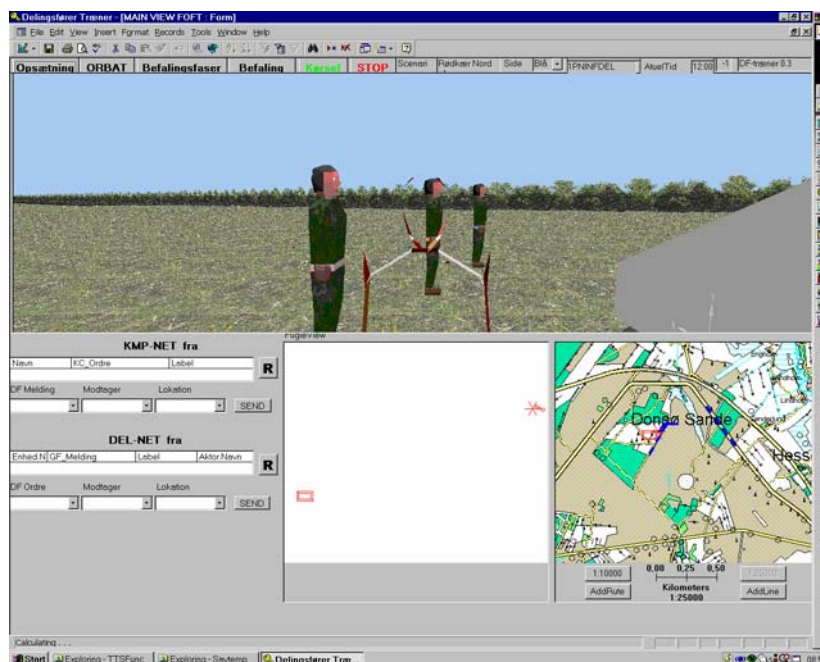 Delingsfører Træner - [MAIN VIEW FOFT : Form]
File Edit View Insert Format Records Tools Window Help
Opsætning ORBAT Befalingsfaser Befaling Kørsel STOP Scenari Rødkær Nord Side Blå 1PNINFDEL AtuelTid 12:00 -1 DF-træner 0.3
FugleView
KMP-NET fra
Navn KC_Ordre Label
R
DF Melding Modtager Lokation
SEND
DEL-NET fra
Enhed.N GF_Melding Label Aktor.Navn
R
DF Ordre Modtager Lokation
SEND
Donsø Sande
Hess
1:10000 0,00 0,25 0,50
Kilometers
1:25000
AddRute AddLine
Calculating . . .
Start Exploring - TTSFunc Exploring - Savtemp Delingsfører Træ...